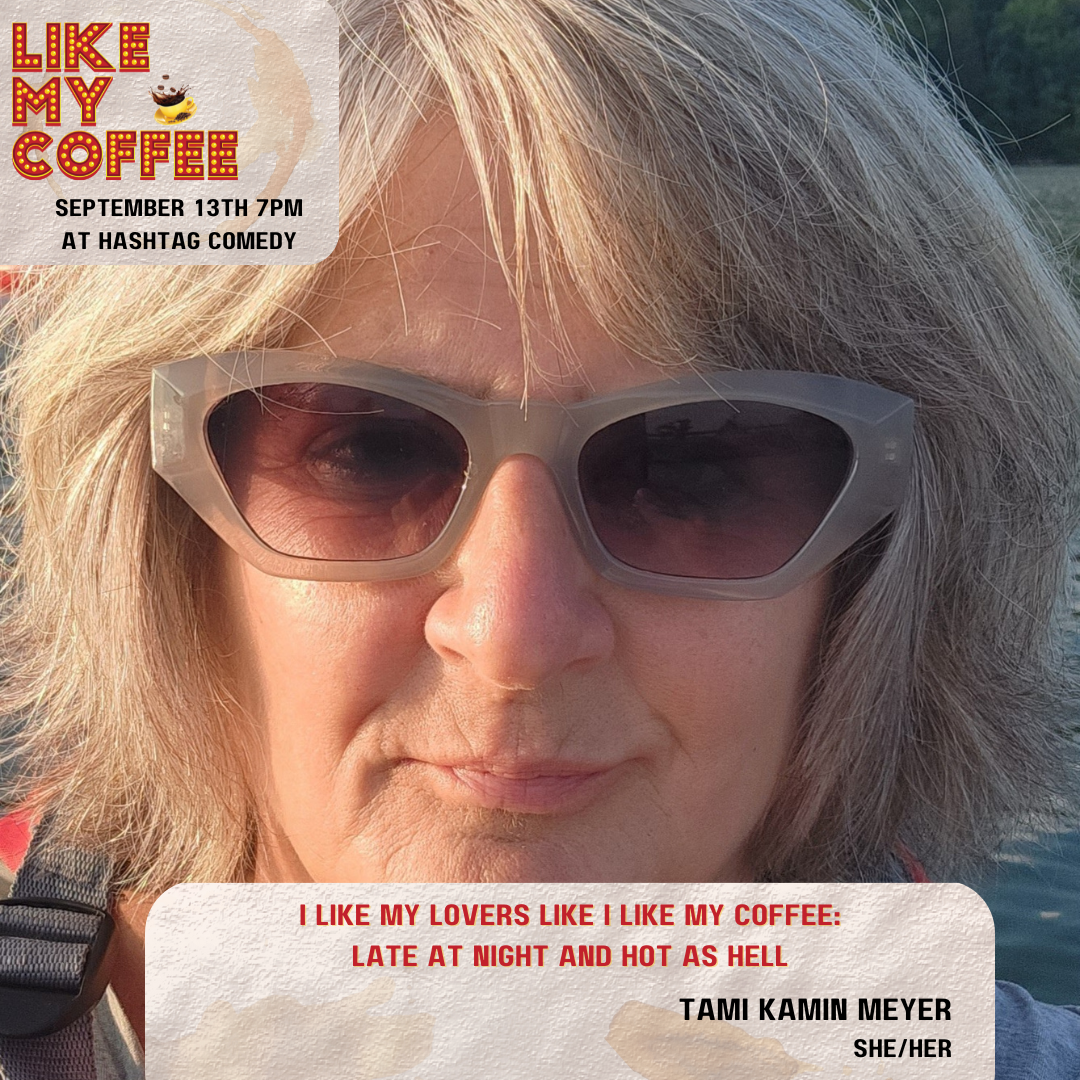 LIKE
MY
COFFEE
SEPTEMBER 13TH 7PM
AT HASHTAG COMEDY
I LIKE MY LOVERS LIKE I LIKE MY COFFEE:
LATE AT NIGHT AND HOT AS HELL
TAMI KAMIN MEYER
SHE/HER